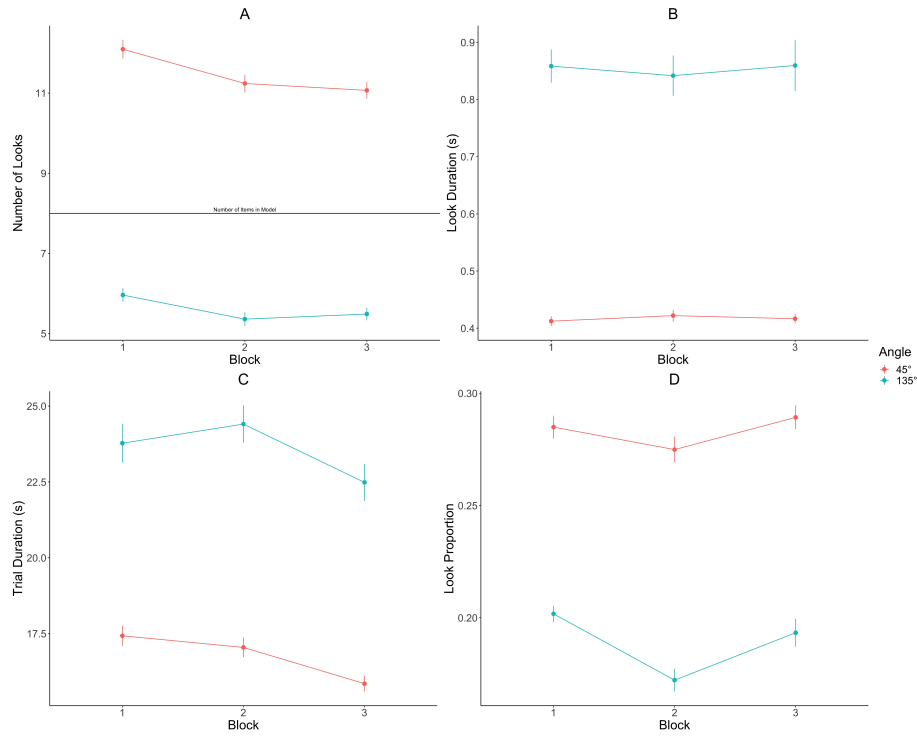 A
Number of Looks
11
9
7
5
Number of Items in Model
1 2 3
Block
B
Look Duration (s)
0.9
0.8
0.7
0.6
0.5
0.4
1 2 3
Block
Angle
45°
135°
C
Trial Duration (s)
25.0
22.5
20.0
17.5
1 2 3
Block
D
Look Proportion
0.30
0.25
0.20
1 2 3
Block